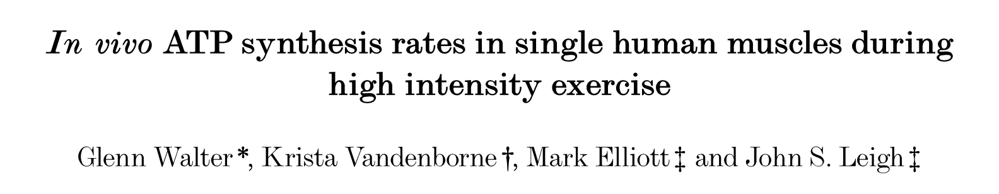 In vivo ATP synthesis rates in single human muscles during
high intensity exercise
Glenn Walter*, Krista Vandenborne†, Mark Elliott‡ and John S. Leigh‡